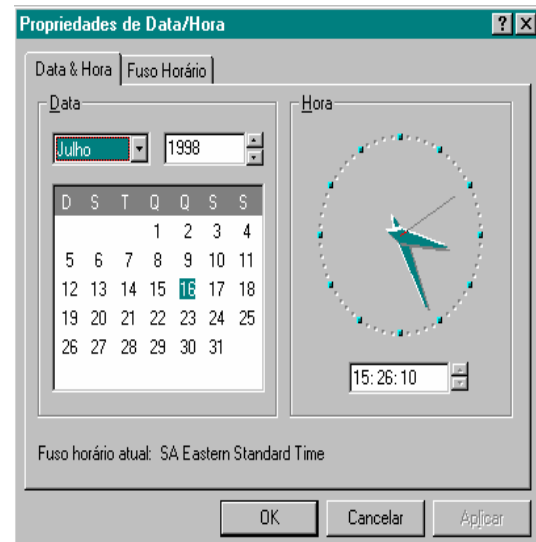 Propriedades de Data/Hora
Data & Hora Fuso Horário
Data
Julho 1998
D S T Q Q S S
1 2 3 4
5 6 7 8 9 10 11
12 13 14 15 16 17 18
19 20 21 22 23 24 25
26 27 28 29 30 31
Hora
15:26:10
Fuso horário atual: SA Eastern Standard Time
OK Cancelar Aplicar